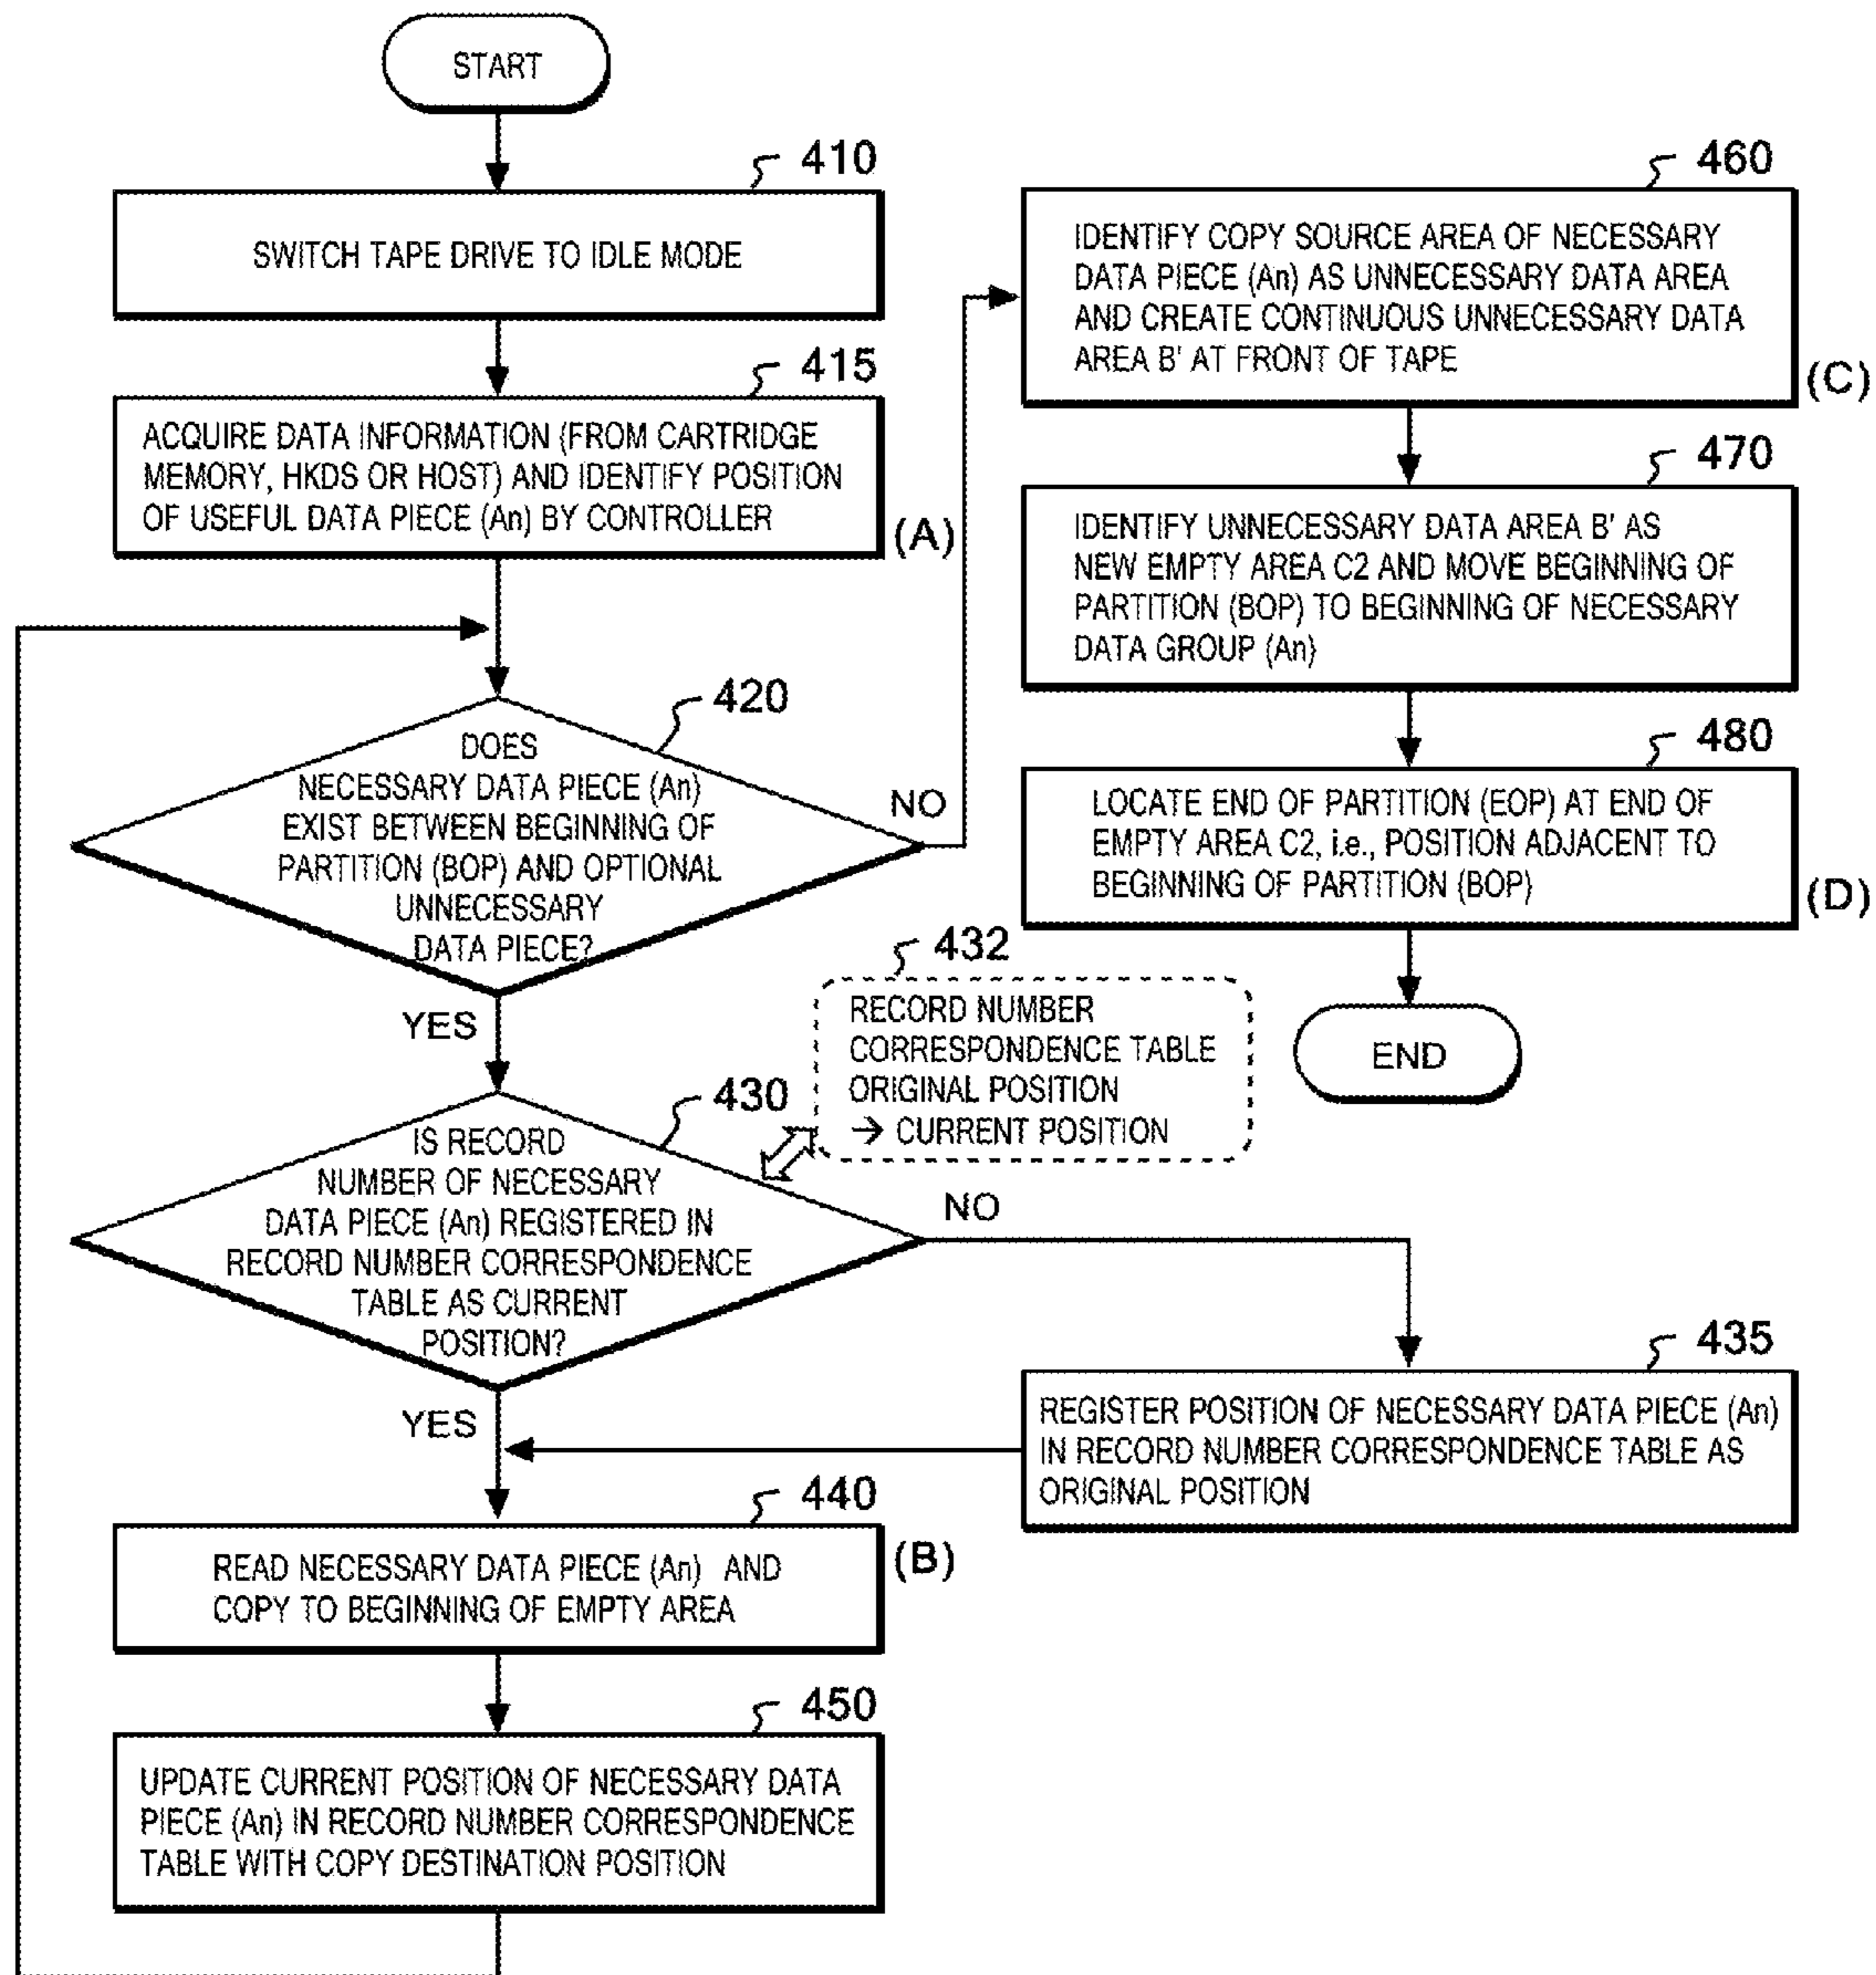 START
410
SWITCH TAPE DRIVE TO IDLE MODE
415
ACQUIRE DATA INFORMATION (FROM CARTRIDGE
MEMORY, HKDS OR HOST) AND IDENTIFY POSITION
OF USEFUL DATA PIECE (An) BY CONTROLLER
(A)
420
DOES
NECESSARY DATA PIECE (An)
EXIST BETWEEN BEGINNING OF
PARTITION (BOP) AND OPTIONAL
UNNECESSARY
DATA PIECE?
NO
YES
430
IS RECORD
NUMBER OF NECESSARY
DATA PIECE (An) REGISTERED IN
RECORD NUMBER CORRESPONDENCE
TABLE AS CURRENT
POSITION?
432
RECORD NUMBER
CORRESPONDENCE TABLE
ORIGINAL POSITION
→ CURRENT POSITION
NO
YES
435
REGISTER POSITION OF NECESSARY DATA PIECE (An)
IN RECORD NUMBER CORRESPONDENCE TABLE AS
ORIGINAL POSITION
440
READ NECESSARY DATA PIECE (An) AND
COPY TO BEGINNING OF EMPTY AREA
(B)
450
UPDATE CURRENT POSITION OF NECESSARY DATA
PIECE (An) IN RECORD NUMBER CORRESPONDENCE
TABLE WITH COPY DESTINATION POSITION
460
IDENTIFY COPY SOURCE AREA OF NECESSARY
DATA PIECE (An) AS UNNECESSARY DATA AREA
AND CREATE CONTINUOUS UNNECESSARY DATA
AREA B' AT FRONT OF TAPE
(C)
470
IDENTIFY UNNECESSARY DATA AREA B' AS
NEW EMPTY AREA C2 AND MOVE BEGINNING OF
PARTITION (BOP) TO BEGINNING OF NECESSARY
DATA GROUP (An)
480
LOCATE END OF PARTITION (EOP) AT END OF
EMPTY AREA C2, i.e., POSITION ADJACENT TO
BEGINNING OF PARTITION (BOP)
(D)
END